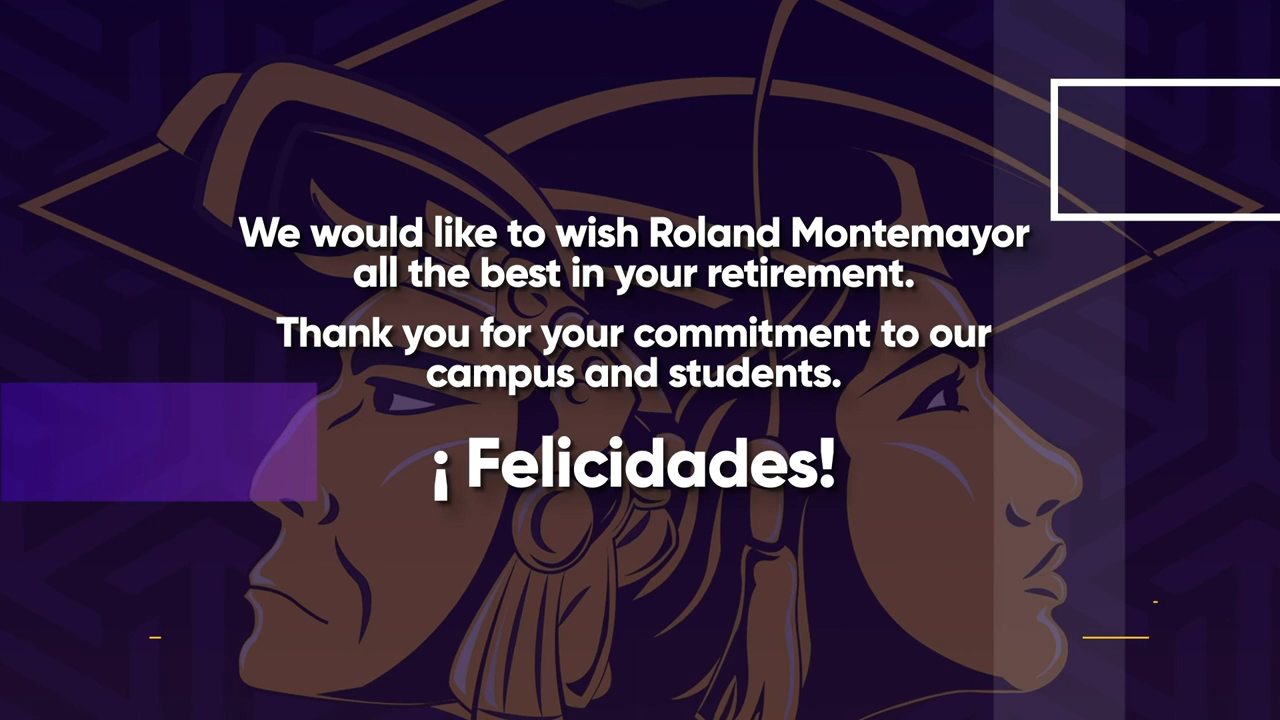 We would like to wish Roland Montemayor
all the best in your retirement.
Thank you for your commitment to our
campus and students.
¡ Felicidades!